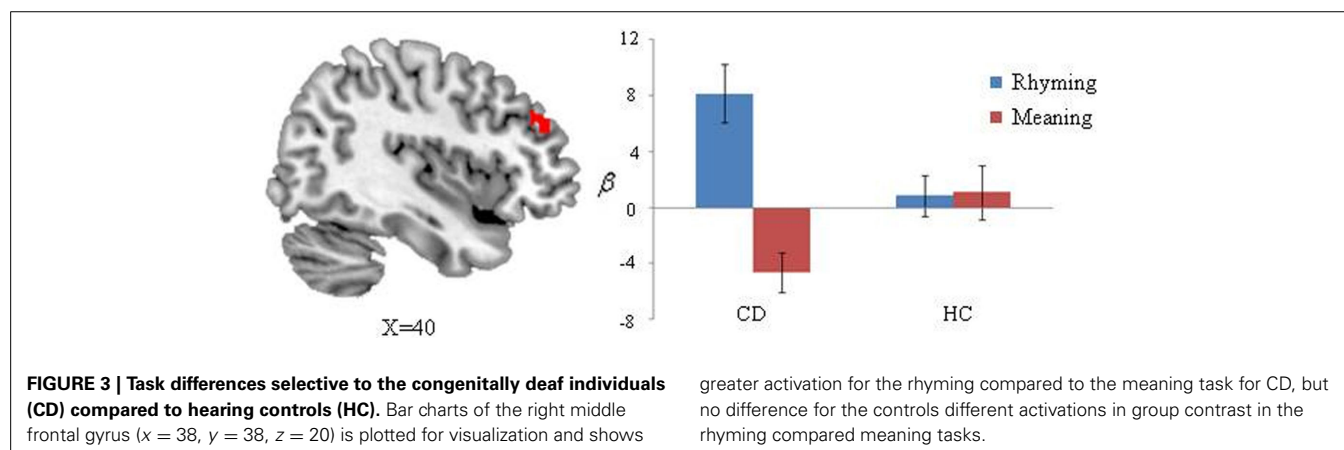 12
8
4
0
-4
-8
β
Rhyming
Meaning
CD
HC
X=40
FIGURE 3 | Task differences selective to the congenitally deaf individuals
(CD) compared to hearing controls (HC). Bar charts of the right middle
frontal gyrus (x = 38, y = 38, z = 20) is plotted for visualization and shows
greater activation for the rhyming compared to the meaning task for CD, but
no difference for the controls different activations in group contrast in the
rhyming compared meaning tasks.